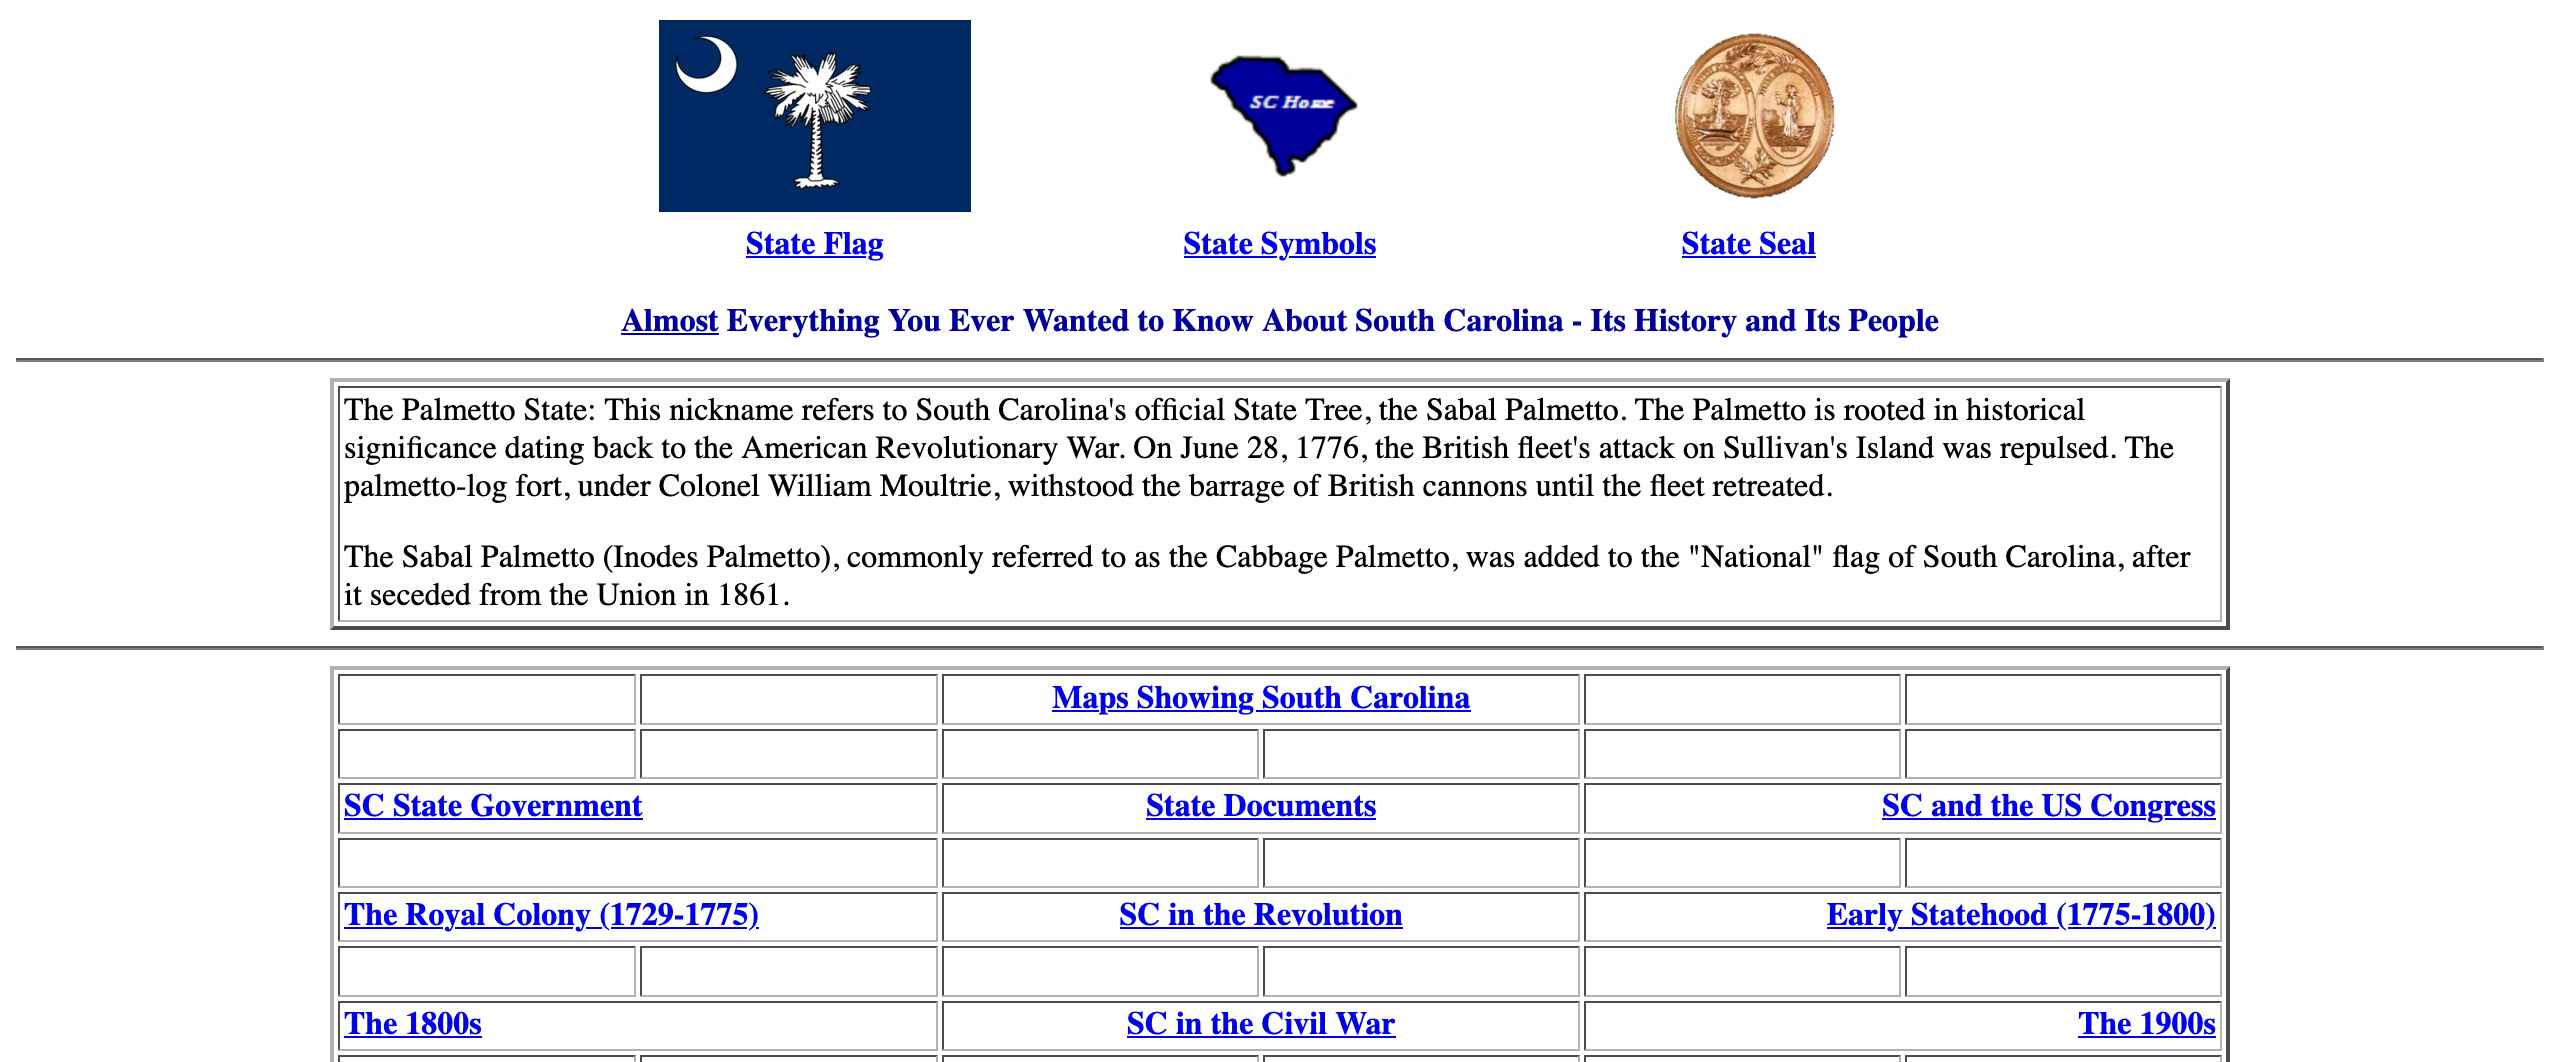 SC Home
State Flag State Symbols State Seal
Almost Everything You Ever Wanted to Know About South Carolina - Its History and Its People
The Palmetto State: This nickname refers to South Carolina's official State Tree, the Sabal Palmetto. The Palmetto is rooted in historical
significance dating back to the American Revolutionary War. On June 28, 1776, the British fleet's attack on Sullivan's Island was repulsed. The
palmetto-log fort, under Colonel William Moultrie, withstood the barrage of British cannons until the fleet retreated.
The Sabal Palmetto (Inodes Palmetto), commonly referred to as the Cabbage Palmetto, was added to the "National" flag of South Carolina, after
it seceded from the Union in 1861.
Maps Showing South Carolina
SC State Government State Documents SC and the US Congress
The Royal Colony (1729-1775) SC in the Revolution Early Statehood (1775-1800)
The 1800s SC in the Civil War The 1900s